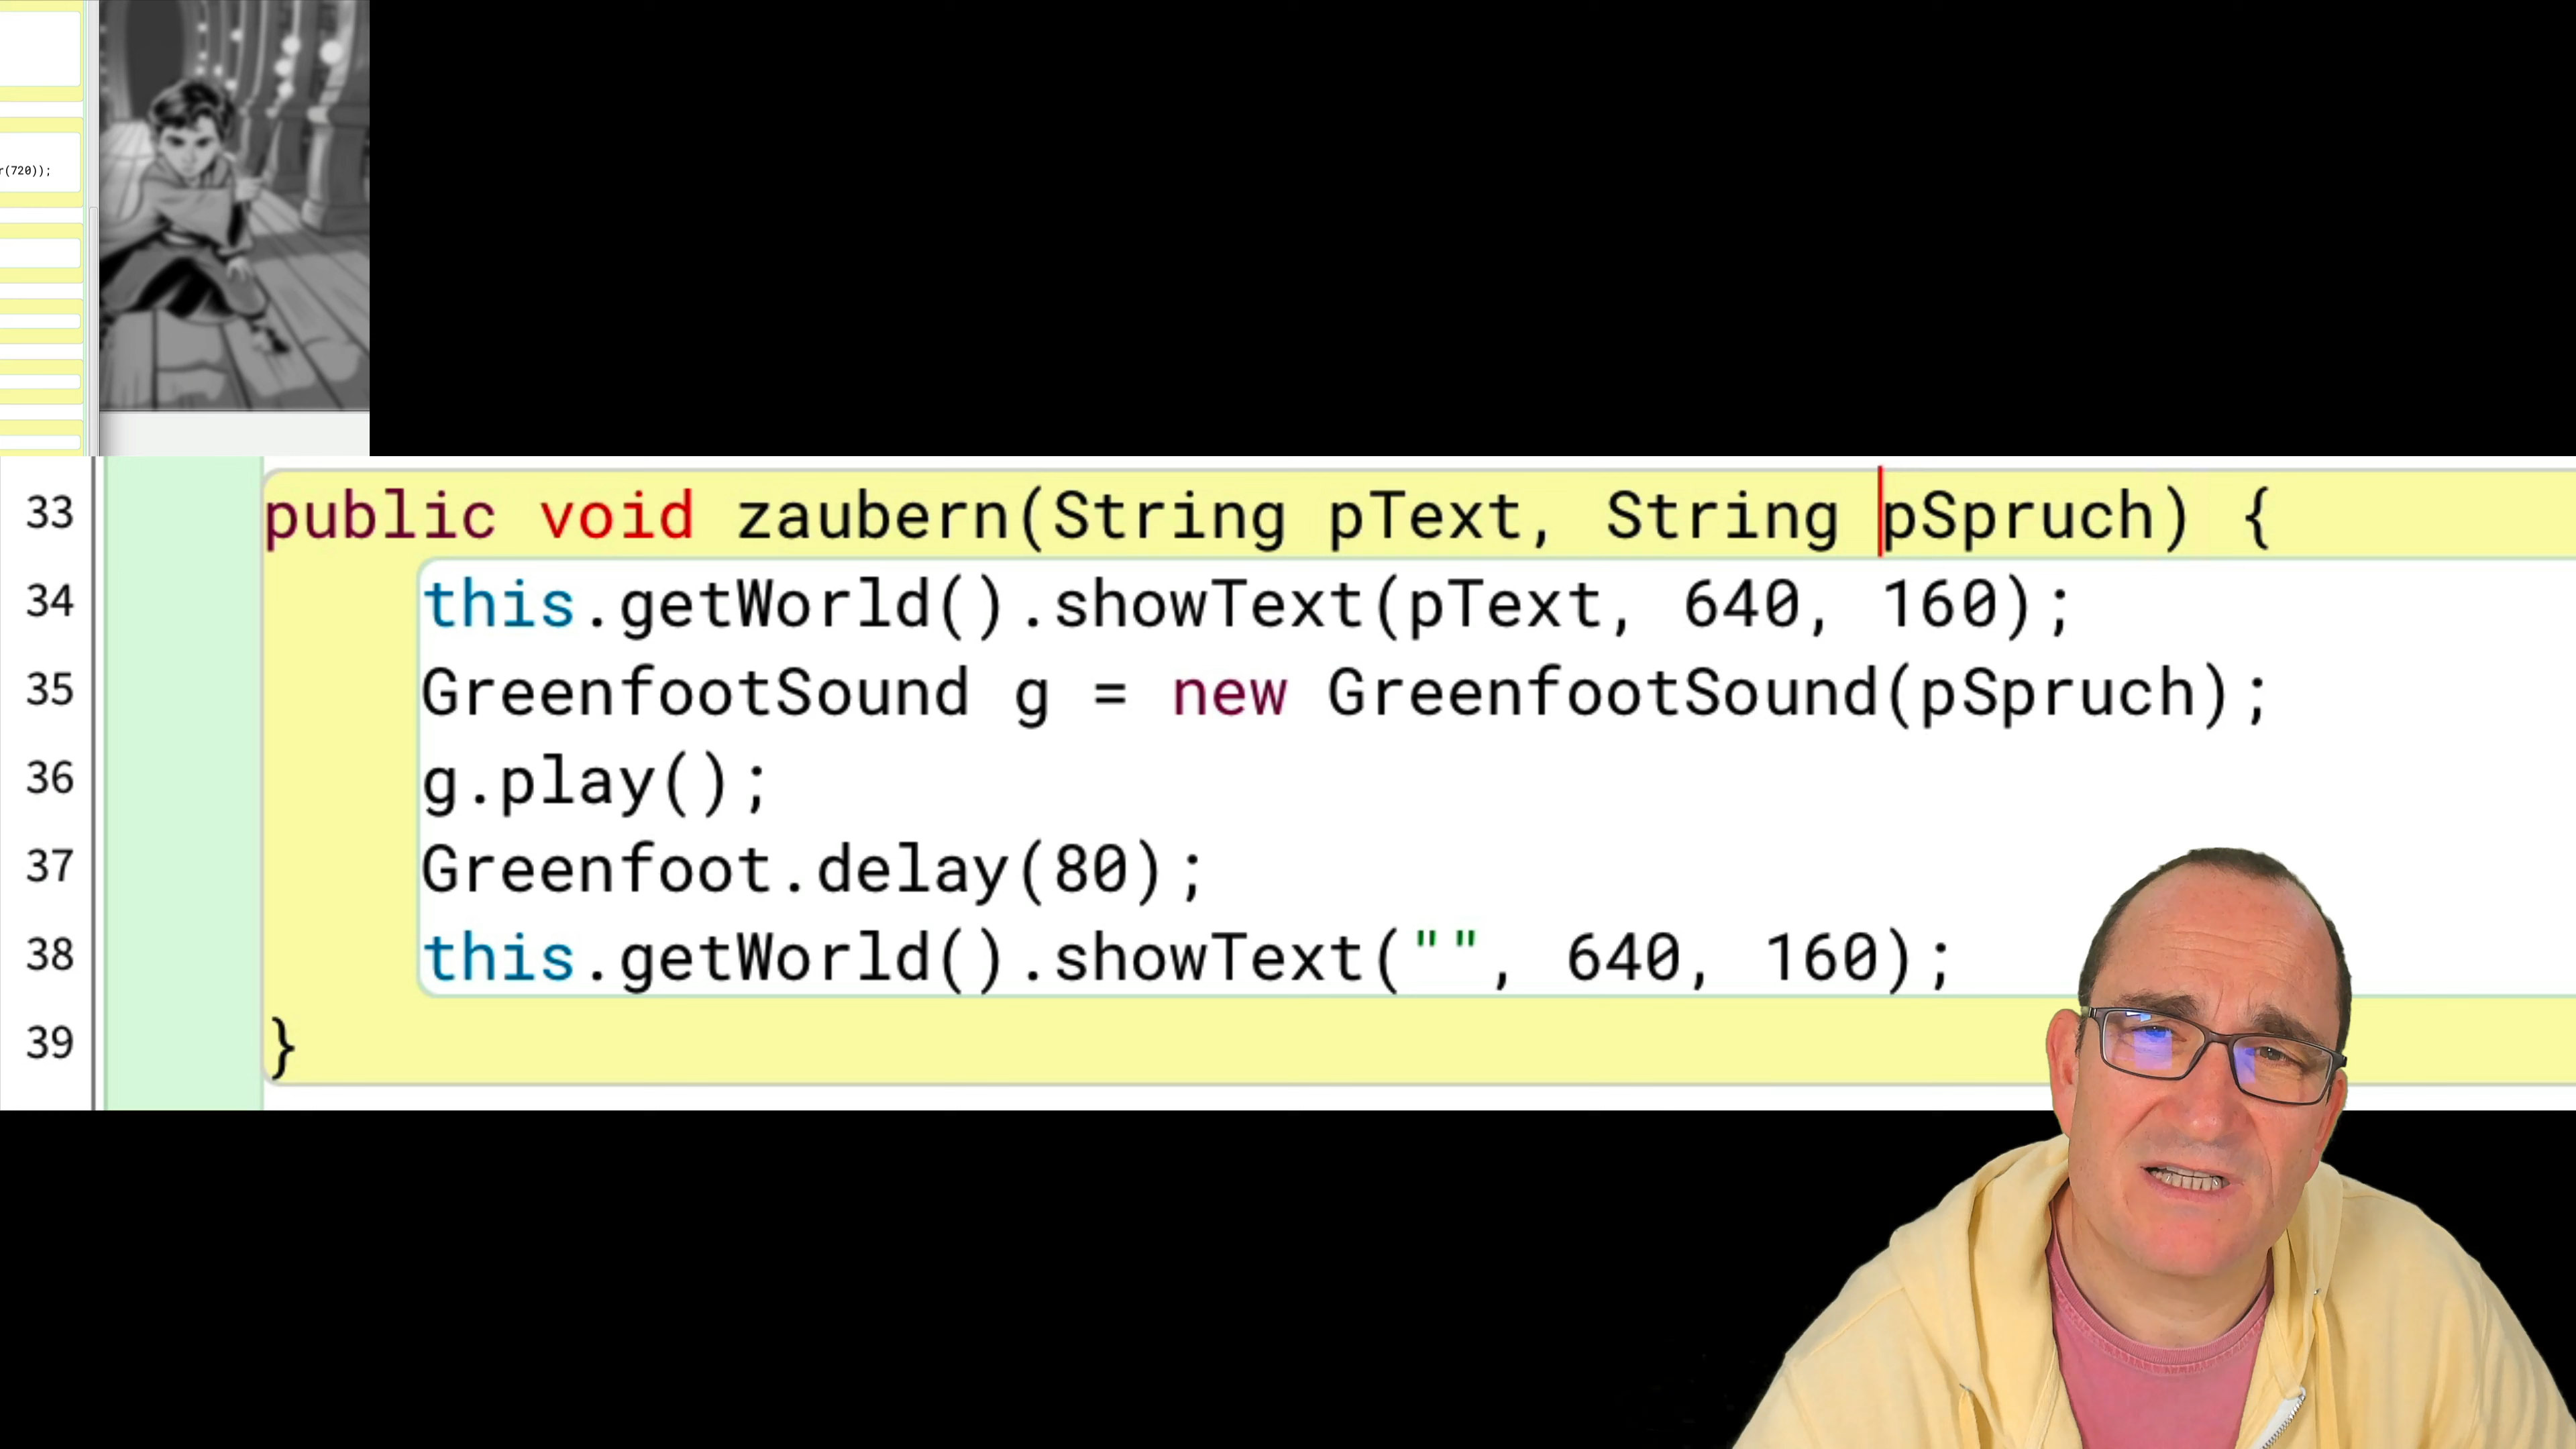 r(720));
33 public void zaubern(String pText, String pSpruch) {
34 this.getWorld().showText(pText, 640, 160);
35 GreenfootSound g = new GreenfootSound(pSpruch);
36 g.play();
37 Greenfoot.delay(80);
38 this.getWorld().showText("", 640, 160);
39 }